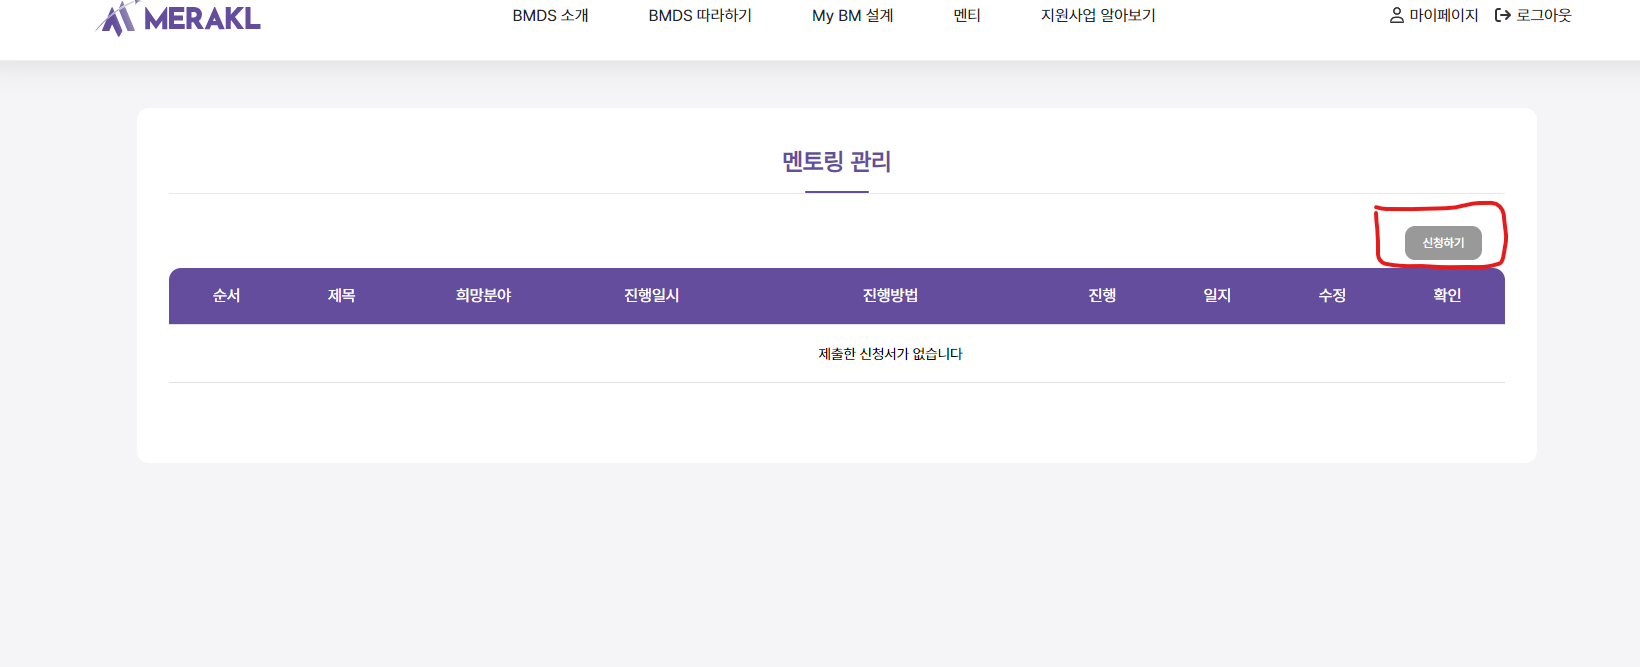 MERAKL BMDS 소개 BMDS 따라하기 My BM 설계 멘티 지원사업 알아보기 마이페이지 로그아웃
멘토링 관리
신청하기
순서 제목 희망분야 진행일시 진행방법 진행 일지 수정 확인
제출한 신청서가 없습니다